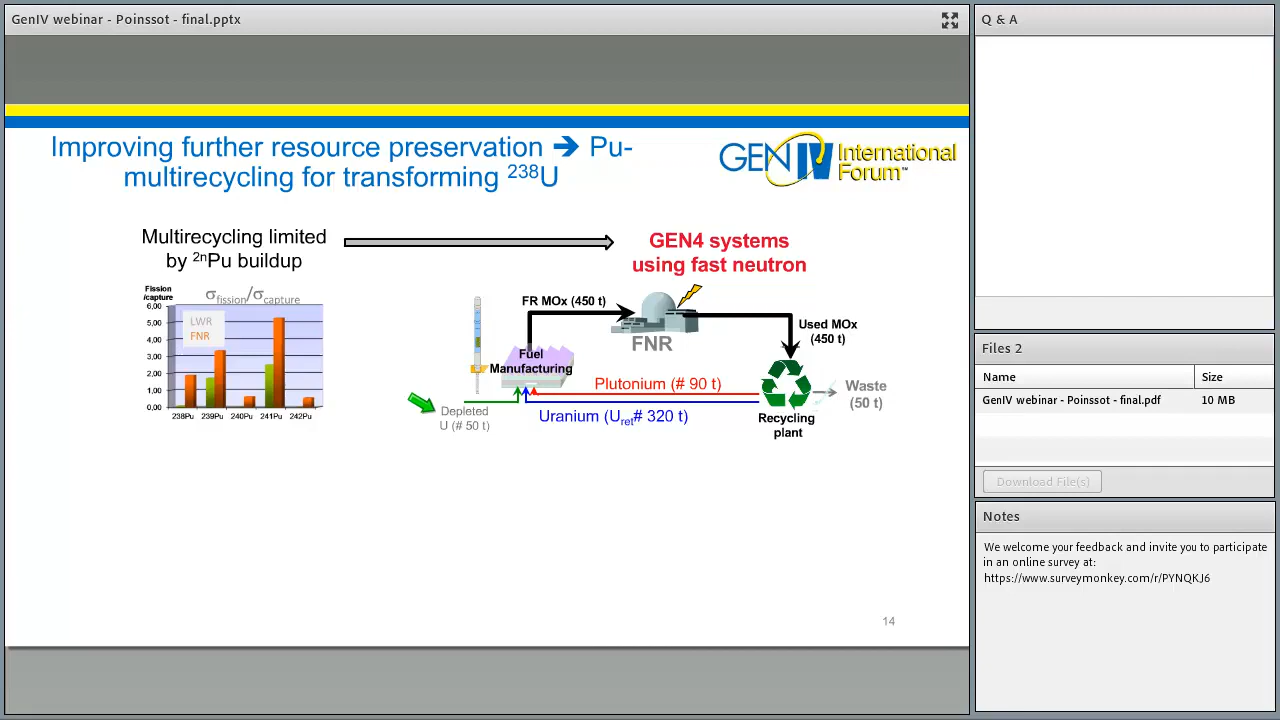 GenIV webinar - Poinssot - final.pptx
Improving further resource preservation ➔ Pu-
multirecycling for transforming ²³⁸U
GENIV International
Forum™
Multirecycling limited
by ²ⁿPu buildup
GEN4 systems
using fast neutron
Fission
/capture
σfission/σcapture
6,00
5,00
4,00
3,00
2,00
1,00
0,00
LWR
FNR
238Pu 239Pu 240Pu 241Pu 242Pu
FR MOx (450 t)
Fuel
Manufacturing
FNR
Used MOx
(450 t)
Plutonium (# 90 t)
Uranium (Uret# 320 t)
Depleted
U (# 50 t)
Recycling
plant
Waste
(50 t)
14
Q & A
Files 2
Name Size
GenIV webinar - Poinssot - final.pdf 10 MB
Download File(s)
Notes
We welcome your feedback and invite you to participate
in an online survey at:
https://www.surveymonkey.com/r/PYNQKJ6